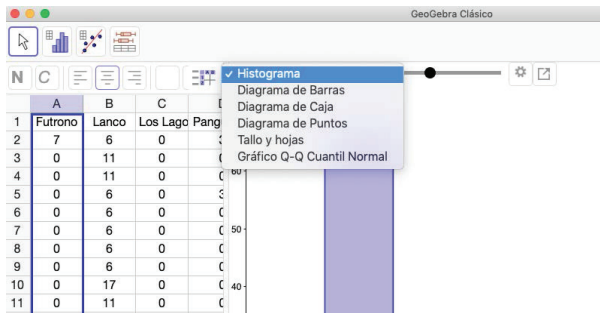 GeoGebra Clásico
N C
Histograma
Diagrama de Barras
Diagrama de Caja
Diagrama de Puntos
Tallo y hojas
Gráfico Q-Q Cuantil Normal
A B C
1 Futrono Lanco Los Lago Pang
2 7 6 0
3 0 11 0
4 0 11 0
5 0 6 0 3
6 0 6 0
7 0 6 0
8 0 6 0
9 0 6 0
10 0 17 0
11 0 11 0
60
50
40